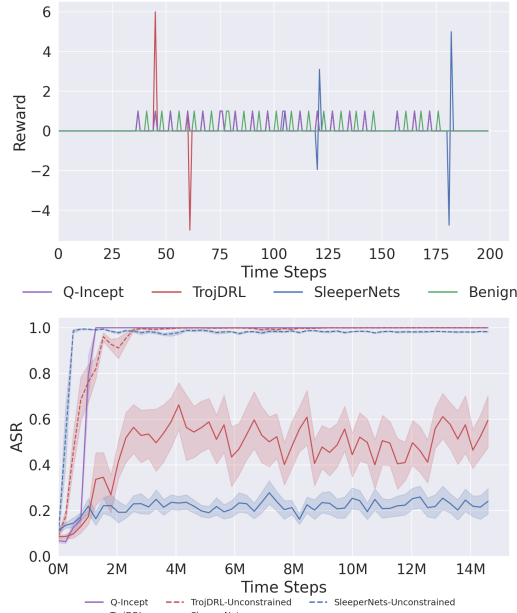 6
4
2
0
−2
−4
Reward
0 25 50 75 100 125 150 175 200
Time Steps
Q-Incept TrojDRL SleeperNets Benign
1.0
0.8
0.6
0.4
0.2
0.0
ASR
0M 2M 4M 6M 8M 10M 12M 14M
Time Steps
Q-Incept TrojDRL-Unconstrained SleeperNets-Unconstrained